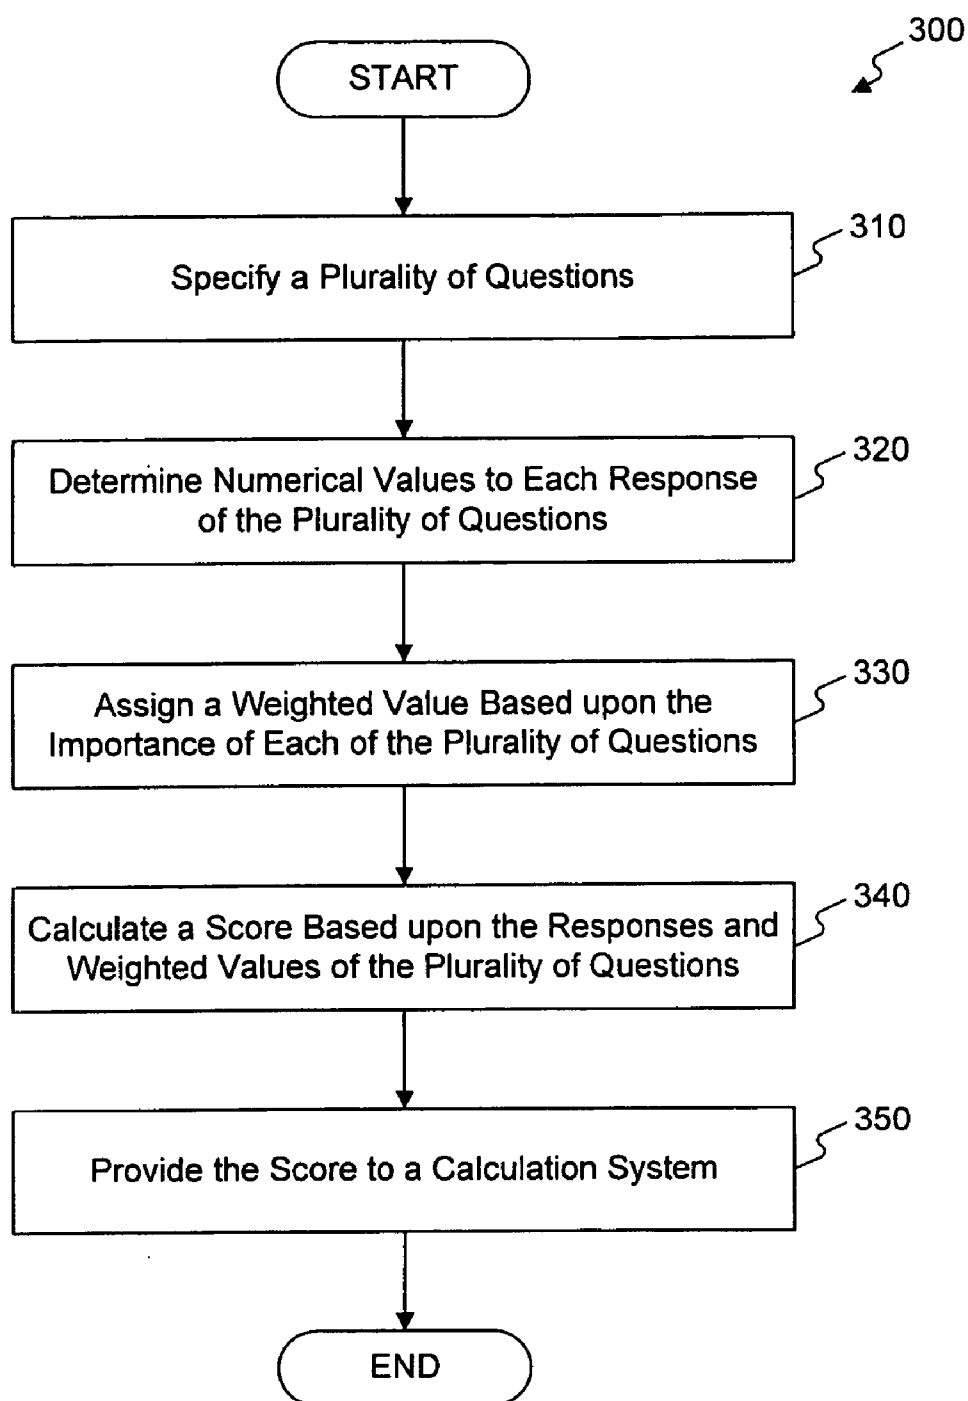 300
START
310
Specify a Plurality of Questions
320
Determine Numerical Values to Each Response
of the Plurality of Questions
330
Assign a Weighted Value Based upon the
Importance of Each of the Plurality of Questions
340
Calculate a Score Based upon the Responses and
Weighted Values of the Plurality of Questions
350
Provide the Score to a Calculation System
END